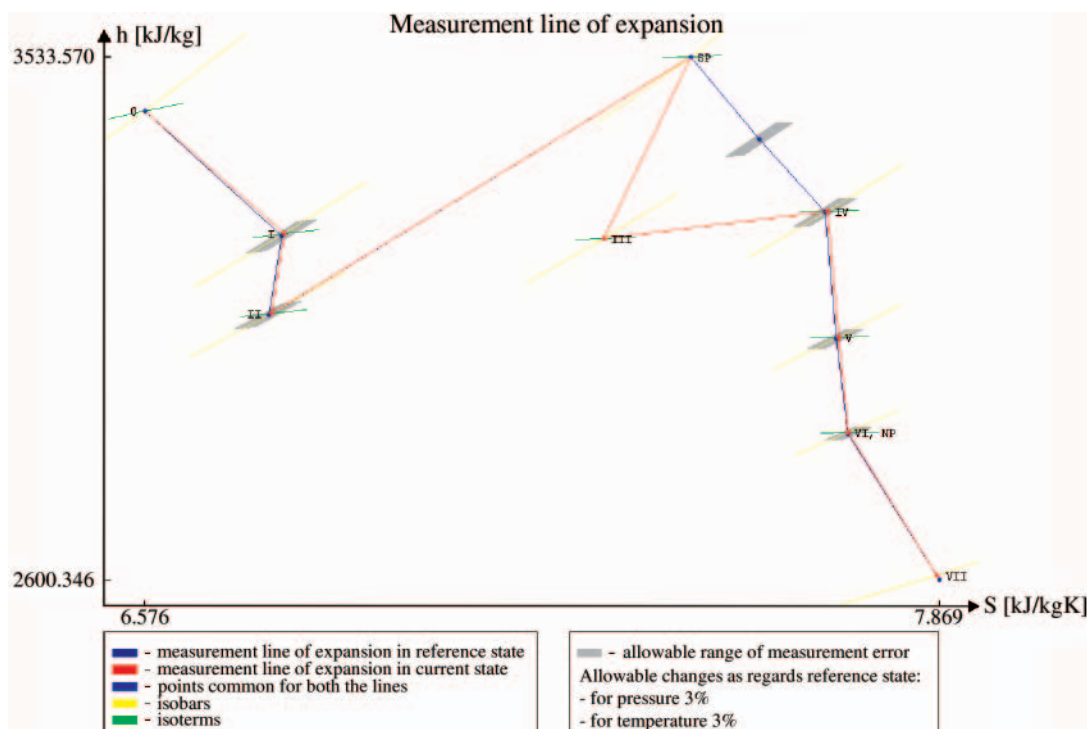 Measurement line of expansion
h [kJ/kg]
3533.570
SP
0
I
IV
III
II
V
VI, NP
VII
2600.346
6.576
7.869
S [kJ/kgK]
- measurement line of expansion in reference state
- measurement line of expansion in current state
- points common for both the lines
- isobars
- isoterms
- allowable range of measurement error
Allowable changes as regards reference state:
- for pressure 3%
- for temperature 3%